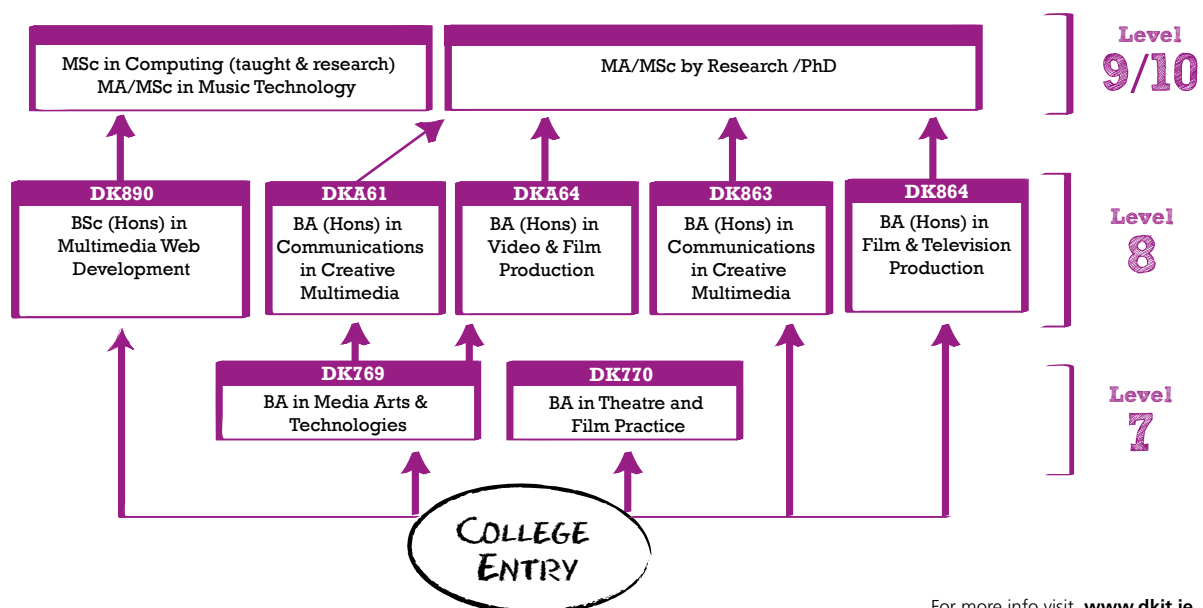 MSc in Computing (taught & research)
MA/MSc in Music Technology
MA/MSc by Research /PhD
Level
9/10
DK890
BSc (Hons) in
Multimedia Web
Development
DKA61
BA (Hons) in
Communications
in Creative
Multimedia
DKA64
BA (Hons) in
Video & Film
Production
DK863
BA (Hons) in
Communications
in Creative
Multimedia
DK864
BA (Hons) in
Film & Television
Production
Level
8
DK769
BA in Media Arts &
Technologies
DK770
BA in Theatre and
Film Practice
Level
7
COLLEGE
ENTRY
For more info visit www.dkit.ie